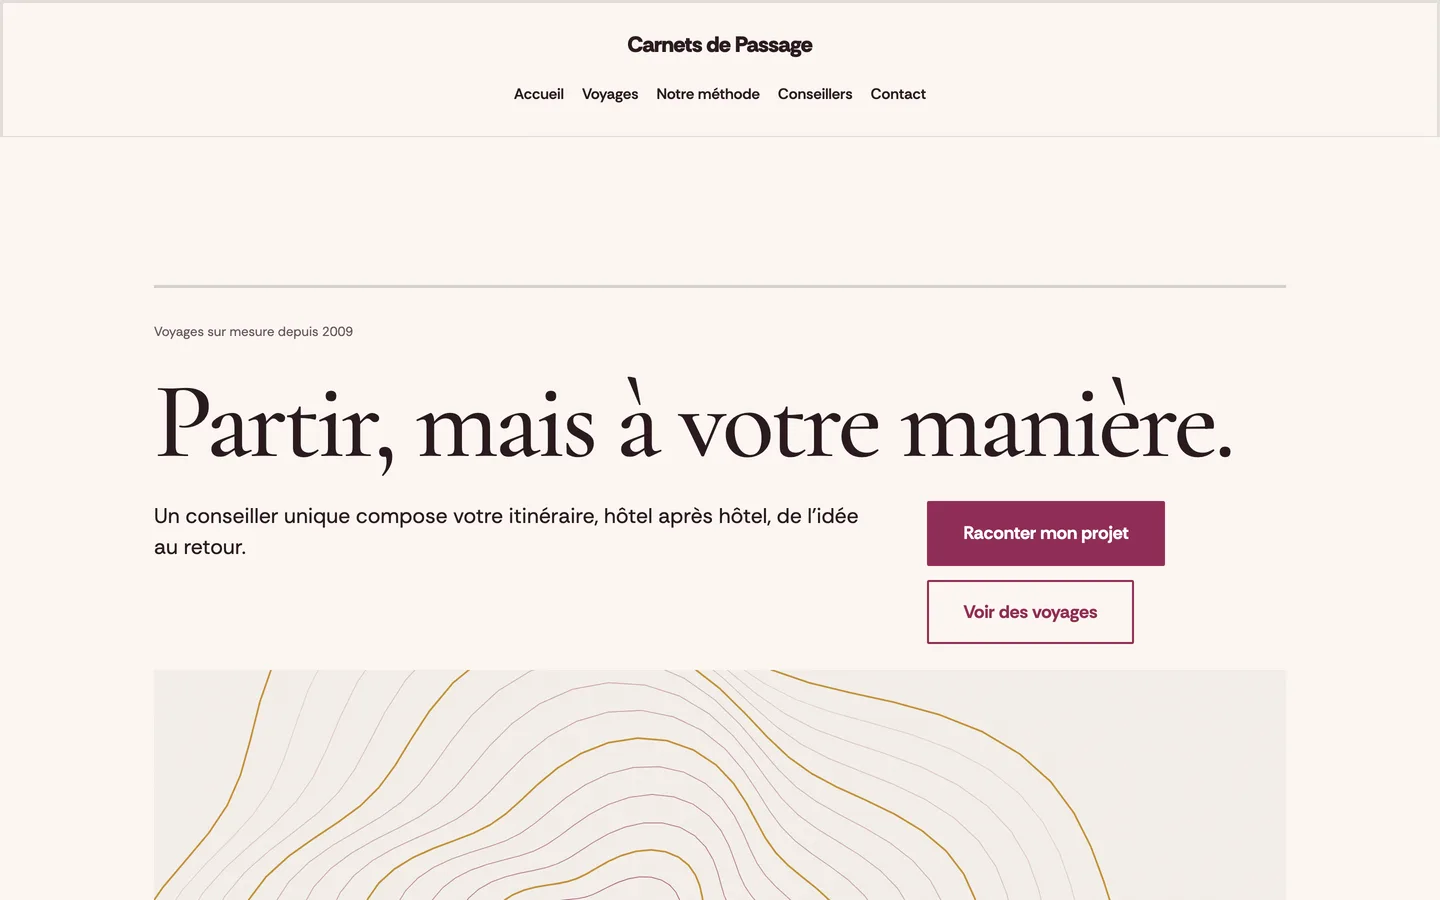 Carnets de Passage
Accueil Voyages Notre méthode Conseillers Contact
Voyages sur mesure depuis 2009
Partir, mais à votre manière.
Un conseiller unique compose votre itinéraire, hôtel après hôtel, de l’idée
au retour.
Raconter mon projet
Voir des voyages